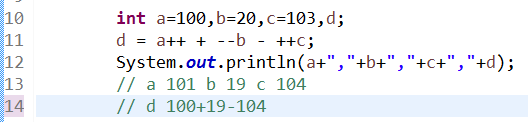 10 int a=100,b=20,c=103,d;
11 d = a++ + --b - ++c;
12 System.out.println(a+","+b+","+c+","+d);
13 // a 101 b 19 c 104
14 // d 100+19-104